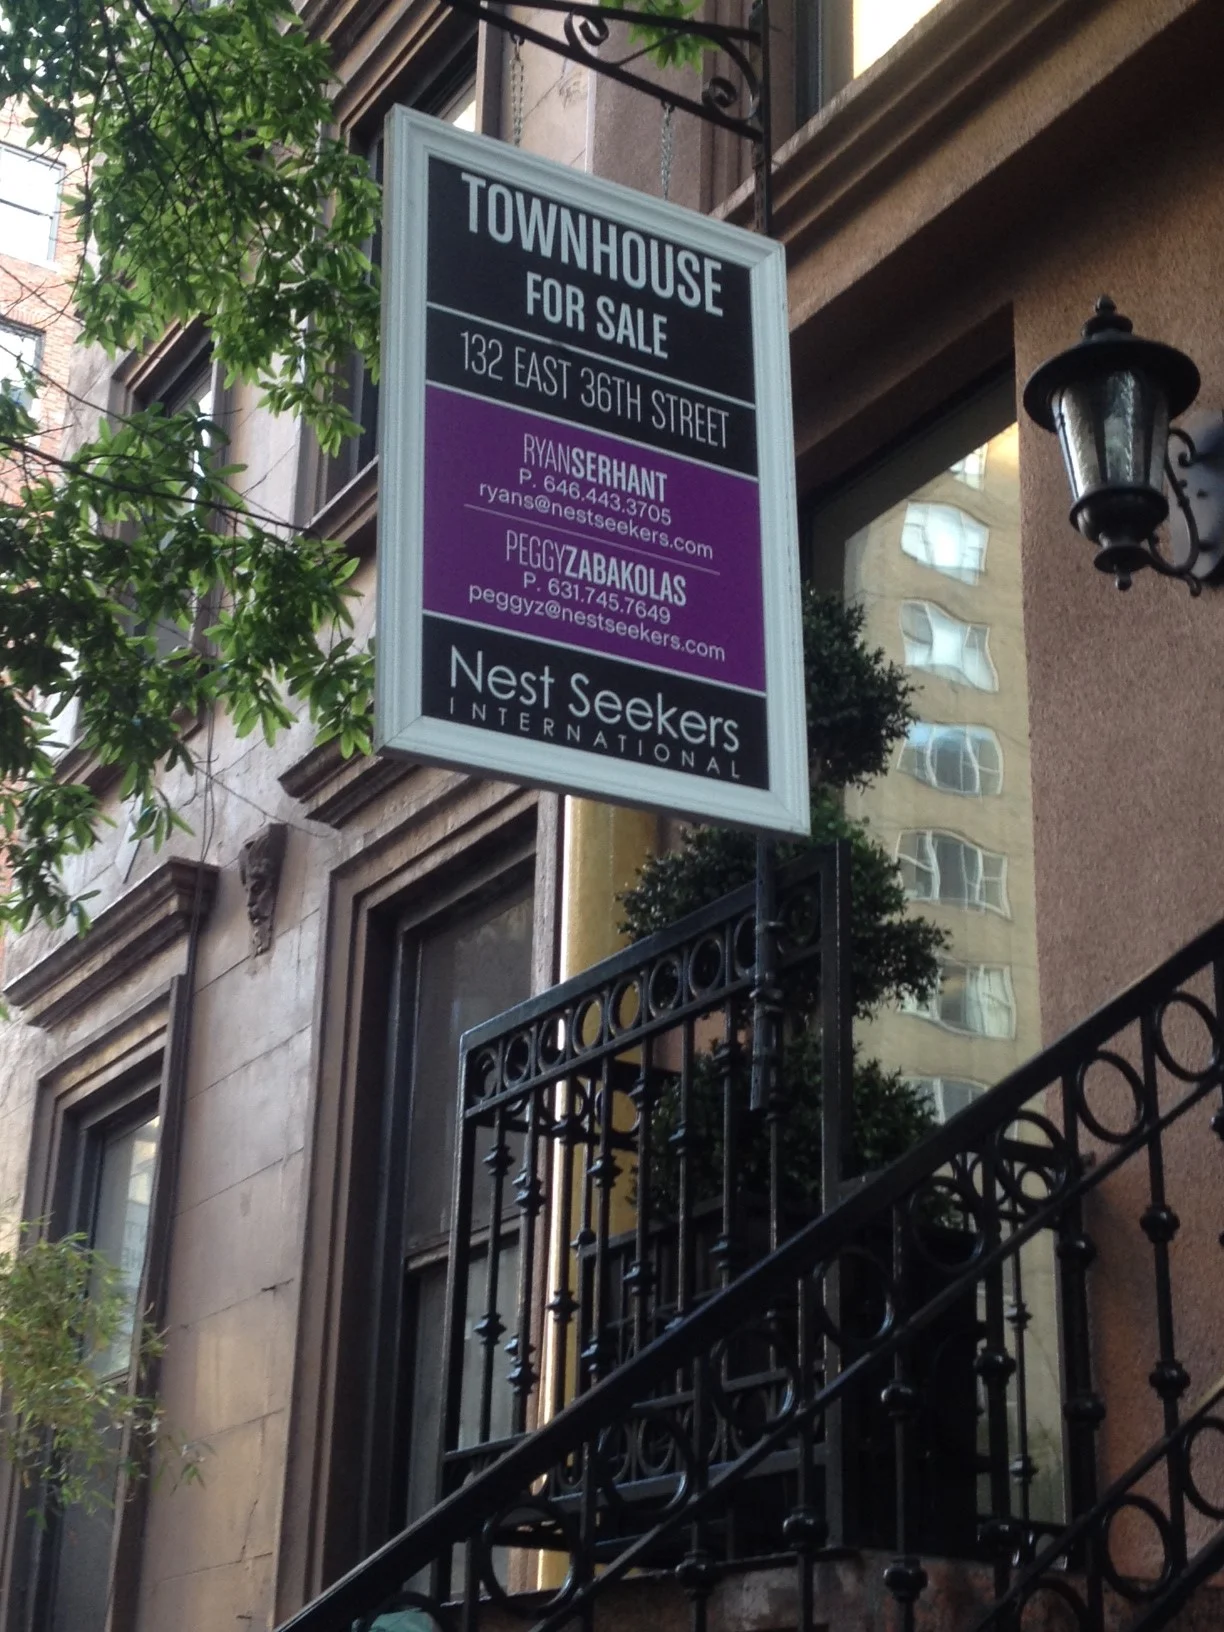 TOWNHOUSE
FOR SALE
132 EAST 36TH STREET
RYANSERHANT
P. 646.443.3705
ryans@nestseekers.com
PEGGYZABAKOLAS
P. 631.745.7649
peggyz@nestseekers.com
Nest Seekers
INTERNATIONAL